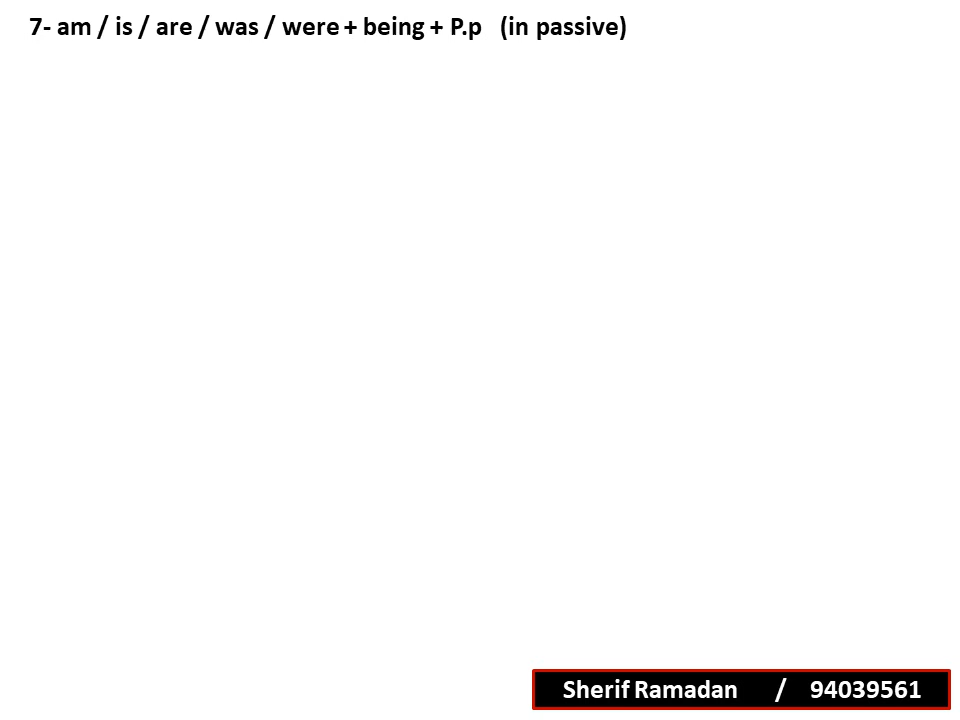 7- am / is / are / was / were + being + P.p (in passive)
Sherif Ramadan / 94039561